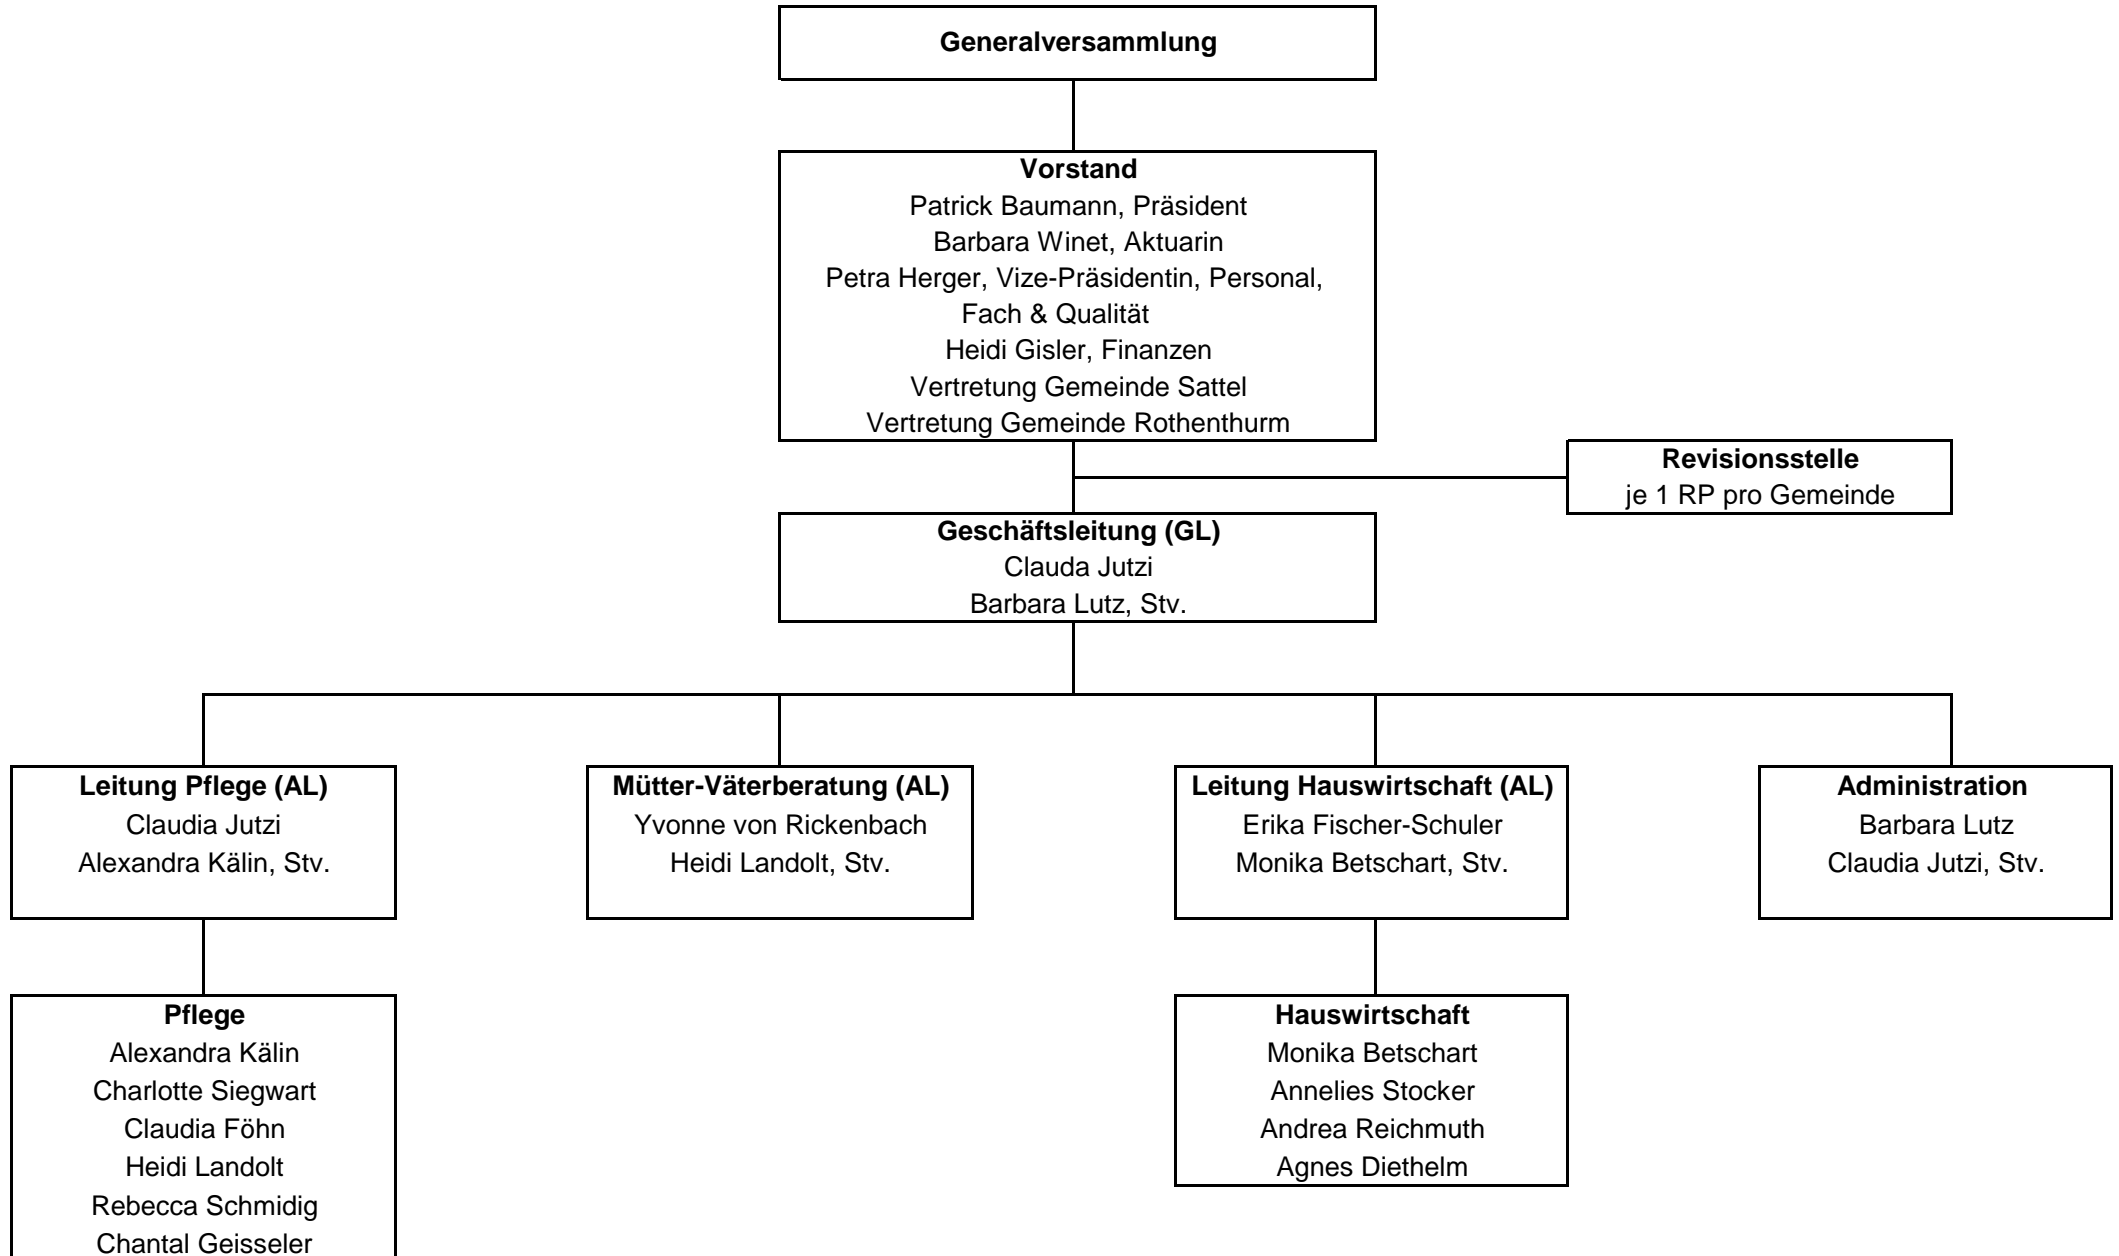 Generalversammlung
Vorstand
Patrick Baumann, Präsident
Barbara Winet, Aktuarin
Petra Herger, Vize-Präsidentin, Personal,
Fach & Qualität
Heidi Gisler, Finanzen
Vertretung Gemeinde Sattel
Vertretung Gemeinde Rothenthurm
Revisionsstelle
je 1 RP pro Gemeinde
Geschäftsleitung (GL)
Clauda Jutzi
Barbara Lutz, Stv.
Leitung Pflege (AL)
Claudia Jutzi
Alexandra Kälin, Stv.
Mütter-Väterberatung (AL)
Yvonne von Rickenbach
Heidi Landolt, Stv.
Leitung Hauswirtschaft (AL)
Erika Fischer-Schuler
Monika Betschart, Stv.
Administration
Barbara Lutz
Claudia Jutzi, Stv.
Pflege
Alexandra Kälin
Charlotte Siegwart
Claudia Föhn
Heidi Landolt
Rebecca Schmidig
Chantal Geisseler
Hauswirtschaft
Monika Betschart
Annelies Stocker
Andrea Reichmuth
Agnes Diethelm